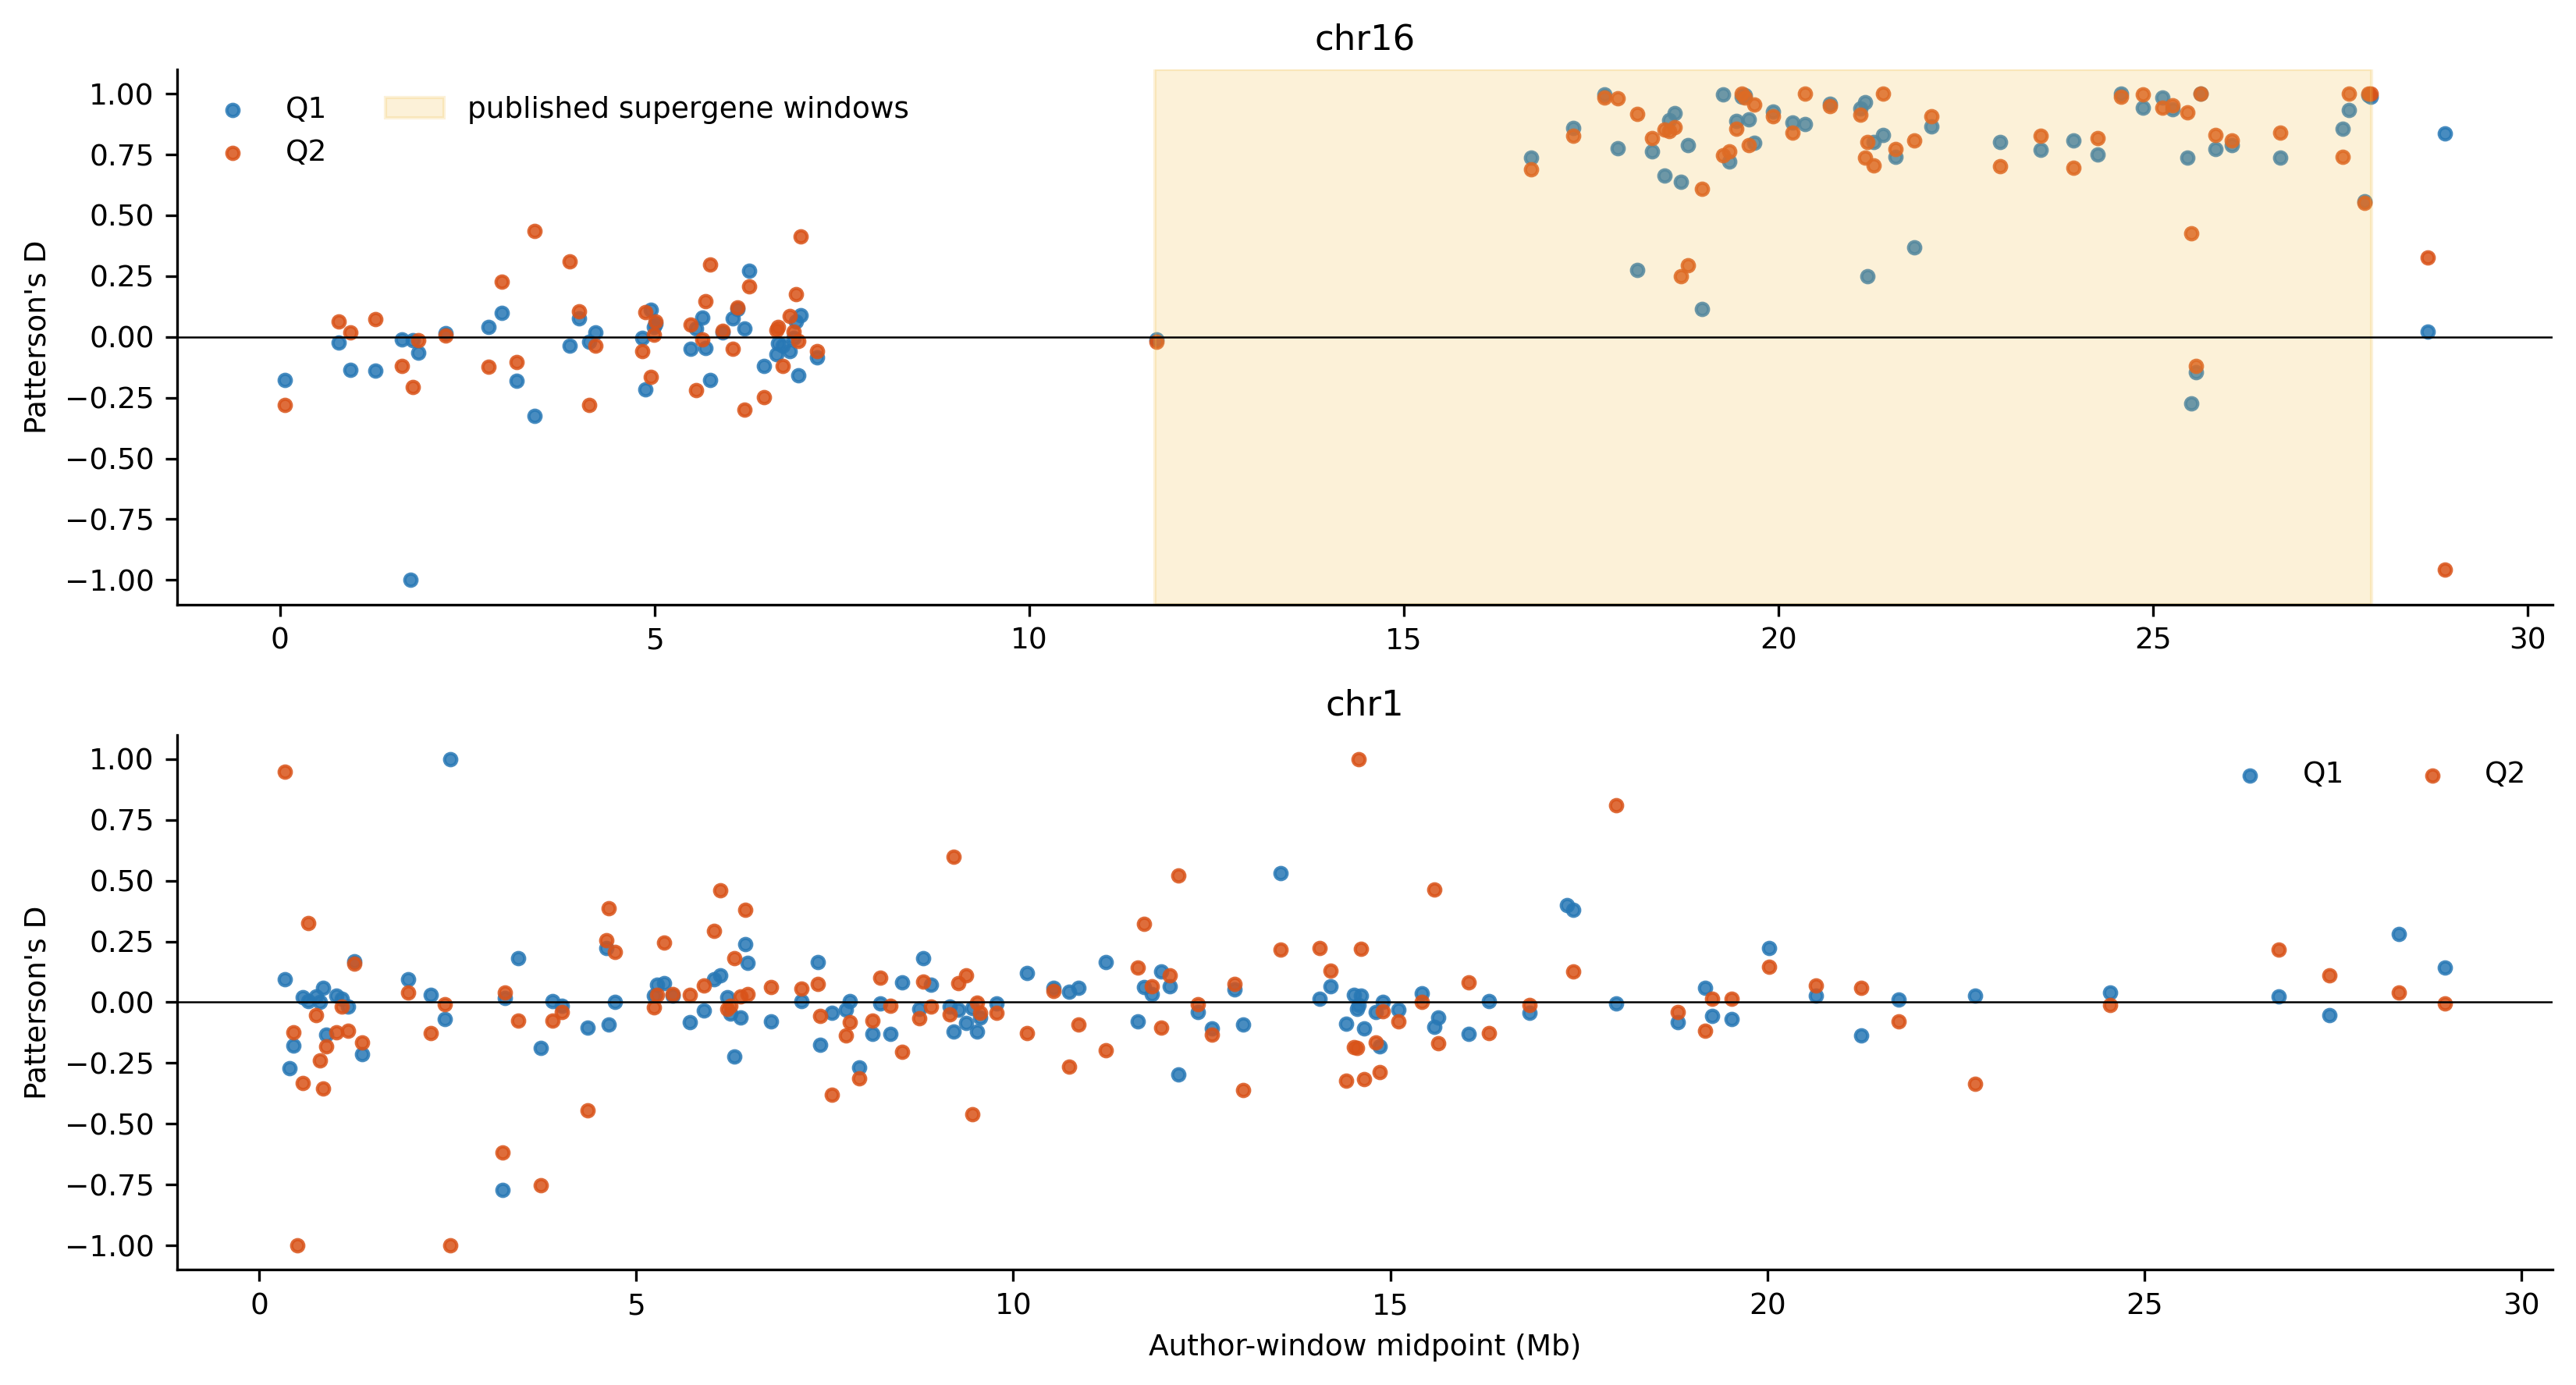 chr16
Patterson's D
1.00
0.75
0.50
0.25
0.00
−0.25
−0.50
−0.75
−1.00
Q1
Q2
published supergene windows
0 5 10 15 20 25 30
chr1
Patterson's D
1.00
0.75
0.50
0.25
0.00
−0.25
−0.50
−0.75
−1.00
Q1 Q2
0 5 10 15 20 25 30
Author-window midpoint (Mb)